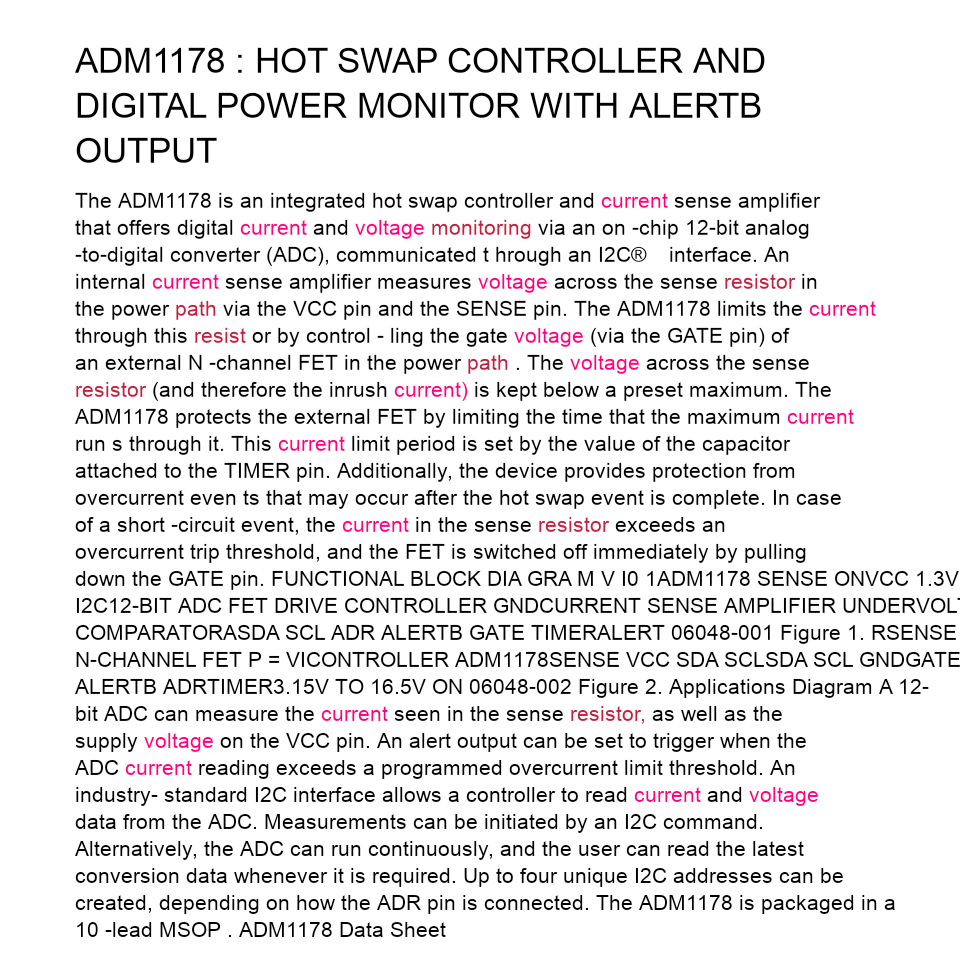 ADM1178 : HOT SWAP CONTROLLER AND
DIGITAL POWER MONITOR WITH ALERTB
OUTPUT
The ADM1178 is an integrated hot swap controller and current sense amplifier
that offers digital current and voltage monitoring via an on -chip 12-bit analog
-to-digital converter (ADC), communicated t hrough an I2C® interface. An
internal current sense amplifier measures voltage across the sense resistor in
the power path via the VCC pin and the SENSE pin. The ADM1178 limits the current
through this resist or by control - ling the gate voltage (via the GATE pin) of
an external N -channel FET in the power path . The voltage across the sense
resistor (and therefore the inrush current) is kept below a preset maximum. The
ADM1178 protects the external FET by limiting the time that the maximum current
run s through it. This current limit period is set by the value of the capacitor
attached to the TIMER pin. Additionally, the device provides protection from
overcurrent even ts that may occur after the hot swap event is complete. In case
of a short -circuit event, the current in the sense resistor exceeds an
overcurrent trip threshold, and the FET is switched off immediately by pulling
down the GATE pin. FUNCTIONAL BLOCK DIA GRA M V I0 1ADM1178 SENSE ONVCC 1.3V
I2C12-BIT ADC FET DRIVE CONTROLLER GNDCURRENT SENSE AMPLIFIER UNDERVOL
COMPARATORASDA SCL ADR ALERTB GATE TIMERALERT 06048-001 Figure 1. RSENSE
N-CHANNEL FET P = VICONTROLLER ADM1178SENSE VCC SDA SCLSDA SCL GNDGATE
ALERTB ADRTIMER3.15V TO 16.5V ON 06048-002 Figure 2. Applications Diagram A 12-
bit ADC can measure the current seen in the sense resistor, as well as the
supply voltage on the VCC pin. An alert output can be set to trigger when the
ADC current reading exceeds a programmed overcurrent limit threshold. An
industry- standard I2C interface allows a controller to read current and voltage
data from the ADC. Measurements can be initiated by an I2C command.
Alternatively, the ADC can run continuously, and the user can read the latest
conversion data whenever it is required. Up to four unique I2C addresses can be
created, depending on how the ADR pin is connected. The ADM1178 is packaged in a
10 -lead MSOP . ADM1178 Data Sheet